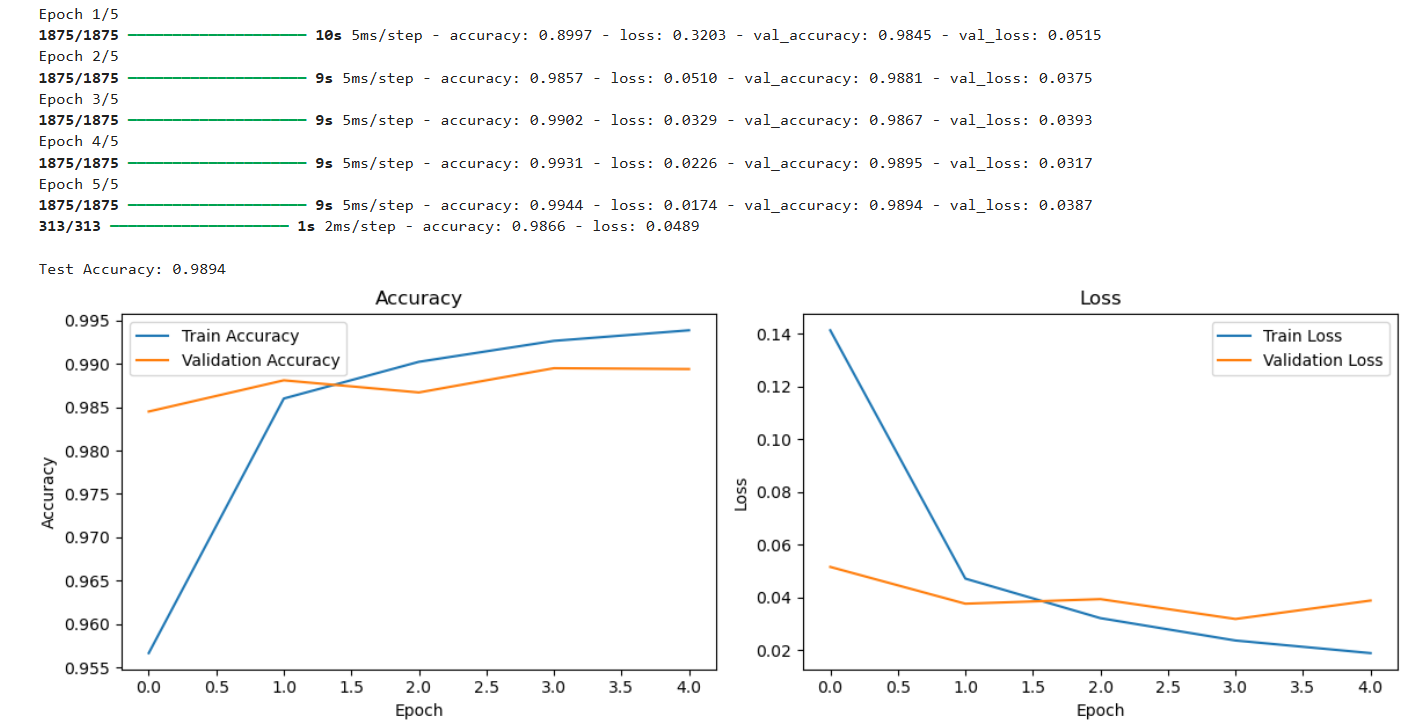 Epoch 1/5
1875/1875 ━━━━━━━━━━━━━━━━━━━━ 10s 5ms/step - accuracy: 0.8997 - loss: 0.3203 - val_accuracy: 0.9845 - val_loss: 0.0515
Epoch 2/5
1875/1875 ━━━━━━━━━━━━━━━━━━━━ 9s 5ms/step - accuracy: 0.9857 - loss: 0.0510 - val_accuracy: 0.9881 - val_loss: 0.0375
Epoch 3/5
1875/1875 ━━━━━━━━━━━━━━━━━━━━ 9s 5ms/step - accuracy: 0.9902 - loss: 0.0329 - val_accuracy: 0.9867 - val_loss: 0.0393
Epoch 4/5
1875/1875 ━━━━━━━━━━━━━━━━━━━━ 9s 5ms/step - accuracy: 0.9931 - loss: 0.0226 - val_accuracy: 0.9895 - val_loss: 0.0317
Epoch 5/5
1875/1875 ━━━━━━━━━━━━━━━━━━━━ 9s 5ms/step - accuracy: 0.9944 - loss: 0.0174 - val_accuracy: 0.9894 - val_loss: 0.0387
313/313 ━━━━━━━━━━━━━━━━━━━━ 1s 2ms/step - accuracy: 0.9866 - loss: 0.0489
Test Accuracy: 0.9894
Accuracy
Train Accuracy
Validation Accuracy
Accuracy
0.995
0.990
0.985
0.980
0.975
0.970
0.965
0.960
0.955
0.0 0.5 1.0 1.5 2.0 2.5 3.0 3.5 4.0
Epoch
Loss
Train Loss
Validation Loss
Loss
0.14
0.12
0.10
0.08
0.06
0.04
0.02
0.0 0.5 1.0 1.5 2.0 2.5 3.0 3.5 4.0
Epoch